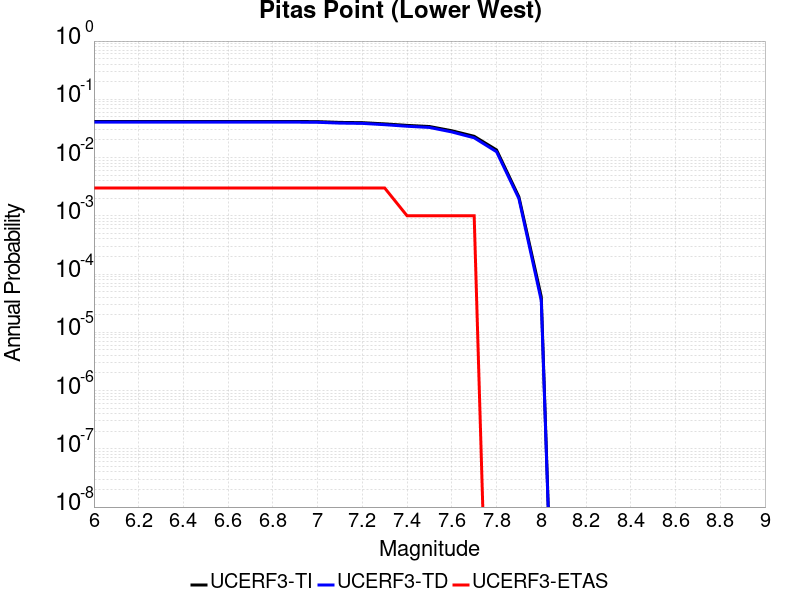 Pitas Point (Lower West)
10^0
10^-1
10^-2
10^-3
10^-4
10^-5
10^-6
10^-7
10^-8
Annual Probability
6 6.2 6.4 6.6 6.8 7 7.2 7.4 7.6 7.8 8 8.2 8.4 8.6 8.8 9
Magnitude
UCERF3-TI UCERF3-TD UCERF3-ETAS